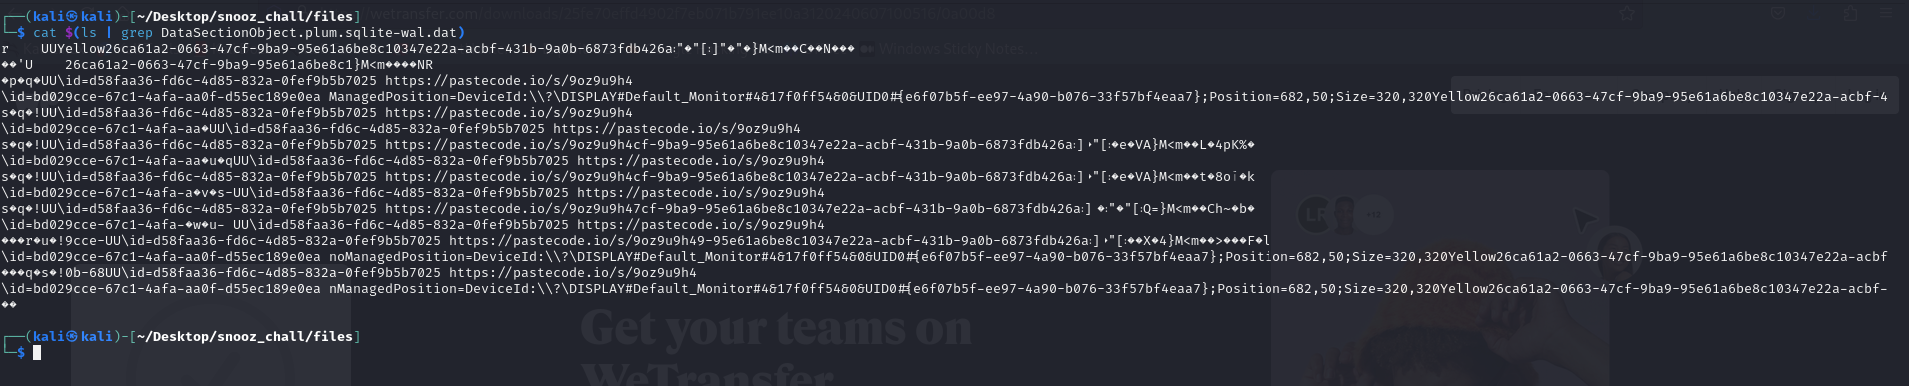 ┌──(kali㉿kali)-[~/Desktop/snooz_chall/files]
└─$ cat $(ls | grep DataSectionObject.plum.sqlite-wal.dat)
r    UUYellow26ca61a2-0663-47cf-9ba9-95e61a6be8c10347e22a-acbf-431b-9a0b-6873fdb426a:"�"[:]"�"�}M<m��C��N���
��'U    26ca61a2-0663-47cf-9ba9-95e61a6be8c1}M<m����NR
�p�q�UU\id=d58faa36-fd6c-4d85-832a-0fef9b5b7025 https://pastecode.io/s/9oz9u9h4
\id=bd029cce-67c1-4afa-aa0f-d55ec189e0ea ManagedPosition=DeviceId:\\?\DISPLAY#Default_Monitor#4&17f0ff54&0&UID0#{e6f07b5f-ee97-4a90-b076-33f57bf4eaa7};Position=682,50;Size=320,320Yellow26ca61a2-0663-47cf-9ba9-95e61a6be8c10347e22a-acbf-4
s�q�!UU\id=d58faa36-fd6c-4d85-832a-0fef9b5b7025 https://pastecode.io/s/9oz9u9h4
\id=bd029cce-67c1-4afa-aa�UU\id=d58faa36-fd6c-4d85-832a-0fef9b5b7025 https://pastecode.io/s/9oz9u9h4
s�q�!UU\id=d58faa36-fd6c-4d85-832a-0fef9b5b7025 https://pastecode.io/s/9oz9u9h4cf-9ba9-95e61a6be8c10347e22a-acbf-431b-9a0b-6873fdb426a:]"[:�e�VA}M<m��L�4pK%�
\id=bd029cce-67c1-4afa-aa�u�qUU\id=d58faa36-fd6c-4d85-832a-0fef9b5b7025 https://pastecode.io/s/9oz9u9h4
s�q�!UU\id=d58faa36-fd6c-4d85-832a-0fef9b5b7025 https://pastecode.io/s/9oz9u9h4cf-9ba9-95e61a6be8c10347e22a-acbf-431b-9a0b-6873fdb426a:]"[:�e�VA}M<m��t�8o�k
\id=bd029cce-67c1-4afa-a�v�s-UU\id=d58faa36-fd6c-4d85-832a-0fef9b5b7025 https://pastecode.io/s/9oz9u9h4
s�q�!UU\id=d58faa36-fd6c-4d85-832a-0fef9b5b7025 https://pastecode.io/s/9oz9u9h47cf-9ba9-95e61a6be8c10347e22a-acbf-431b-9a0b-6873fdb426a:] �:"�"[:Q=}M<m��Ch~�b�
\id=bd029cce-67c1-4afa-�w�u- UU\id=d58faa36-fd6c-4d85-832a-0fef9b5b7025 https://pastecode.io/s/9oz9u9h4
���r�u�!9cce-UU\id=d58faa36-fd6c-4d85-832a-0fef9b5b7025 https://pastecode.io/s/9oz9u9h49-95e61a6be8c10347e22a-acbf-431b-9a0b-6873fdb426a:]"[:��X�4}M<m��>���F�l
\id=bd029cce-67c1-4afa-aa0f-d55ec189e0ea noManagedPosition=DeviceId:\\?\DISPLAY#Default_Monitor#4&17f0ff54&0&UID0#{e6f07b5f-ee97-4a90-b076-33f57bf4eaa7};Position=682,50;Size=320,320Yellow26ca61a2-0663-47cf-9ba9-95e61a6be8c10347e22a-acbf
���q�s�!0b-68UU\id=d58faa36-fd6c-4d85-832a-0fef9b5b7025 https://pastecode.io/s/9oz9u9h4
\id=bd029cce-67c1-4afa-aa0f-d55ec189e0ea nManagedPosition=DeviceId:\\?\DISPLAY#Default_Monitor#4&17f0ff54&0&UID0#{e6f07b5f-ee97-4a90-b076-33f57bf4eaa7};Position=682,50;Size=320,320Yellow26ca61a2-0663-47cf-9ba9-95e61a6be8c10347e22a-acbf-
��
┌──(kali㉿kali)-[~/Desktop/snooz_chall/files]
└─$
Windows Sticky Notes...
Get your teams on
WeTransfer